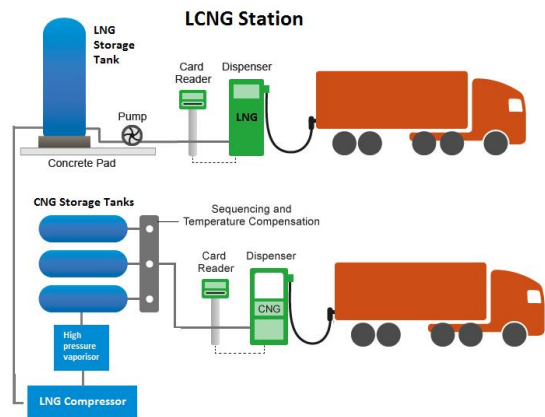 LCNG Station
LNG
Storage
Tank
Card
Reader
Dispenser
LNG
Pump
Concrete Pad
CNG Storage Tanks
Sequencing and
Temperature Compensation
Card
Reader
Dispenser
CNG
High
pressure
vaporisor
LNG Compressor